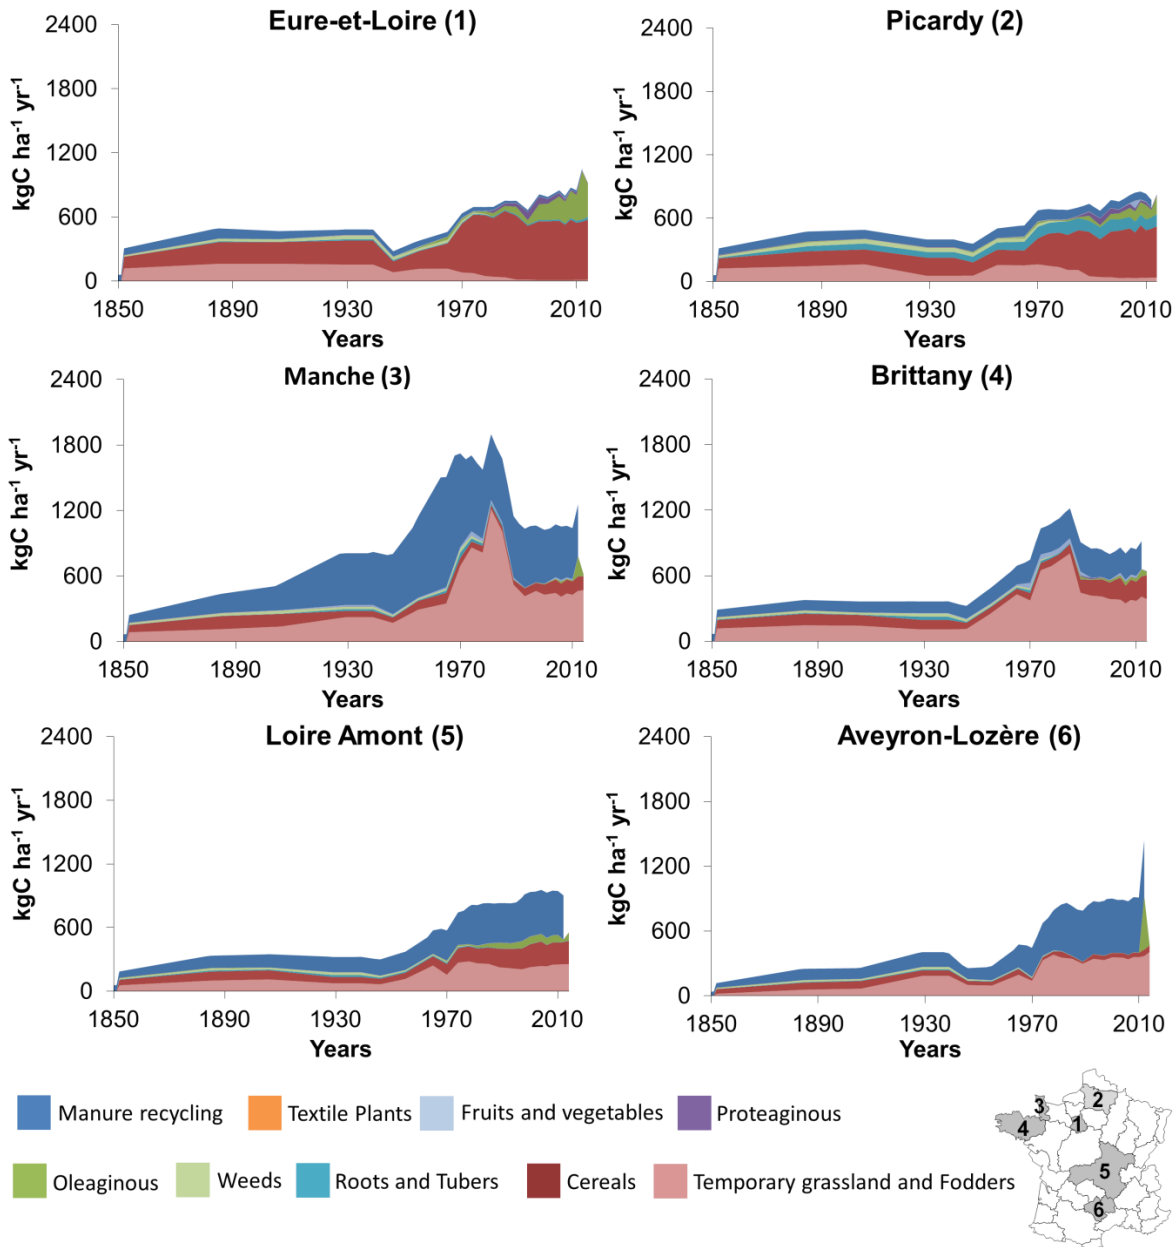 Eure-et-Loire (1)
2400
1800
1200
600
0
kgC ha-1 yr-1
1850 1890 1930 1970 2010
Years
Picardy (2)
2400
1800
1200
600
0
kgC ha-1 yr-1
1850 1890 1930 1970 2010
Years
Manche (3)
2400
1800
1200
600
0
kgC ha-1 yr-1
1850 1890 1930 1970 2010
Years
Brittany (4)
2400
1800
1200
600
0
kgC ha-1 yr-1
1850 1890 1930 1970 2010
Years
Loire Amont (5)
2400
1800
1200
600
0
kgC ha-1 yr-1
1850 1890 1930 1970 2010
Years
Aveyron-Lozère (6)
2400
1800
1200
600
0
kgC ha-1 yr-1
1850 1890 1930 1970 2010
Years
Manure recycling Textile Plants Fruits and vegetables Proteaginous
Oleaginous Weeds Roots and Tubers Cereals Temporary grassland and Fodders
2
3
1
4
5
6